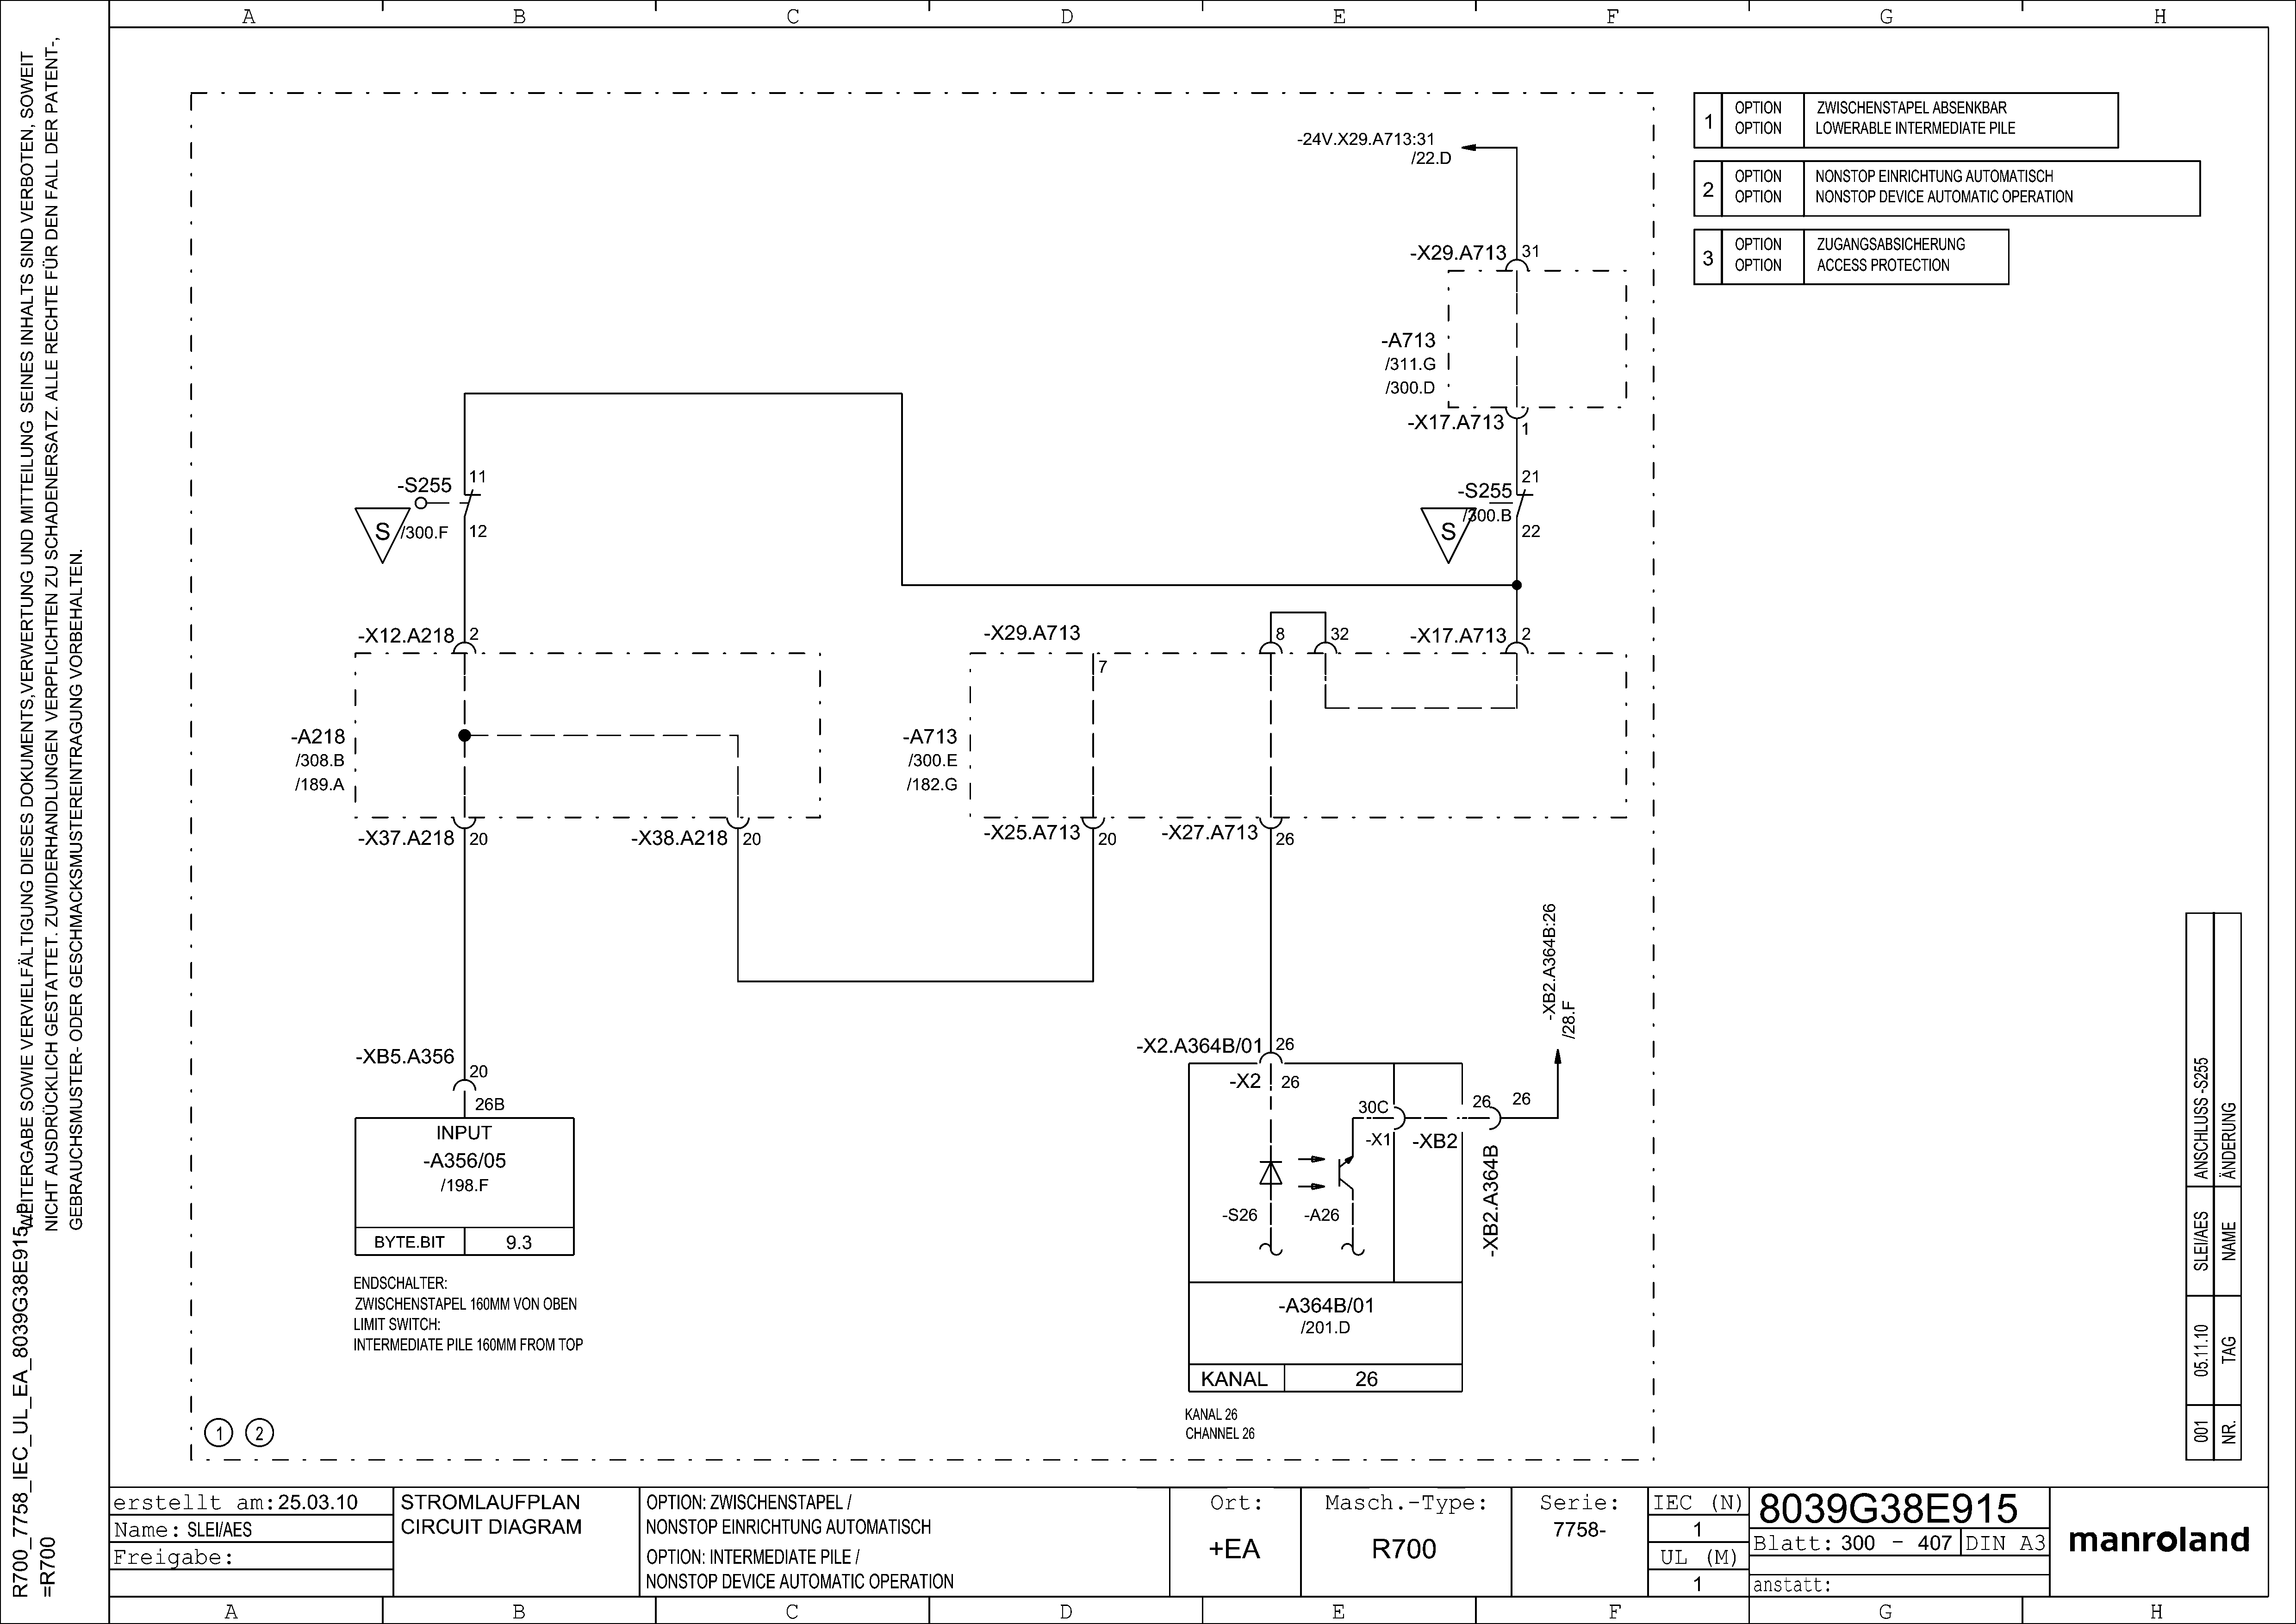 A B C D E F G H
WEITERGABE SOWIE VERVIELFÄLTIGUNG DIESES DOKUMENTS,VERWERTUNG UND MITTEILUNG SEINES INHALTS SIND VERBOTEN, SOWEIT
NICHT AUSDRÜCKLICH GESTATTET. ZUWIDERHANDLUNGEN VERPFLICHTEN ZU SCHADENERSATZ. ALLE RECHTE FÜR DEN FALL DER PATENT-,
GEBRAUCHSMUSTER- ODER GESCHMACKSMUSTEREINTRAGUNG VORBEHALTEN.
=R700
1 OPTION ZWISCHENSTAPEL ABSENKBAR
OPTION LOWERABLE INTERMEDIATE PILE
2 OPTION NONSTOP EINRICHTUNG AUTOMATISCH
OPTION NONSTOP DEVICE AUTOMATIC OPERATION
3 OPTION ZUGANGSABSICHERUNG
OPTION ACCESS PROTECTION
-24V.X29.A713:31
/22.D
-X29.A713 31
-A713
/311.G
/300.D
-X17.A713 1
-S255 11
S /300.F 12
-S255 21
S /300.B 22
-X12.A218 2
-X29.A713 7
8 32
-X17.A713 2
-A218
/308.B
/189.A
-A713
/300.E
/182.G
-X37.A218 20
-X38.A218 20
-X25.A713 20
-X27.A713 26
-XB5.A356 20
26B
INPUT
-A356/05
/198.F
BYTE.BIT 9.3
ENDSCHALTER:
ZWISCHENSTAPEL 160MM VON OBEN
LIMIT SWITCH:
INTERMEDIATE PILE 160MM FROM TOP
-X2.A364B/01 26
-X2 26
30C 26 26
-X1 -XB2
-XB2.A364B
-XB2.A364B:26
/28.F
-S26 -A26
-A364B/01
/201.D
KANAL 26
KANAL 26
CHANNEL 26
1 2
001 05.11.10 SLEI/AES ANSCHLUSS -S255
NR. TAG NAME ÄNDERUNG
erstellt am: 25.03.10
Name: SLEI/AES
Freigabe:
STROMLAUFPLAN
CIRCUIT DIAGRAM
OPTION: ZWISCHENSTAPEL /
NONSTOP EINRICHTUNG AUTOMATISCH
OPTION: INTERMEDIATE PILE /
NONSTOP DEVICE AUTOMATIC OPERATION
Ort:
+EA
Masch.-Type:
R700
Serie:
7758-
IEC (N)
1
UL (M)
1
8039G38E915
Blatt: 300 - 407 DIN A3
anstatt:
manroland
A B C D E F G H